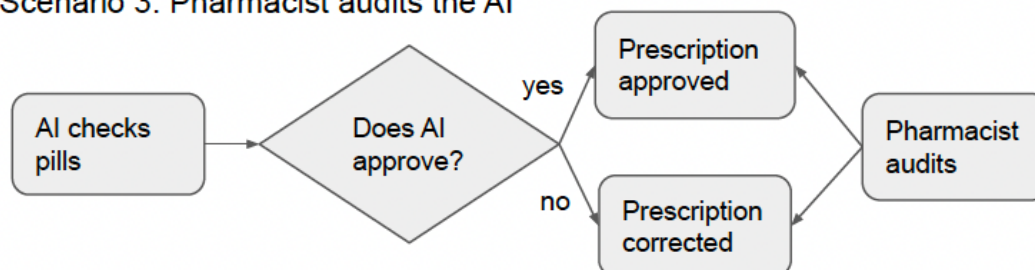 Scenario 3: Pharmacist audits the AI
Prescription
approved
yes
AI checks
pills
Does AI
approve?
Pharmacist
audits
no
Prescription
corrected